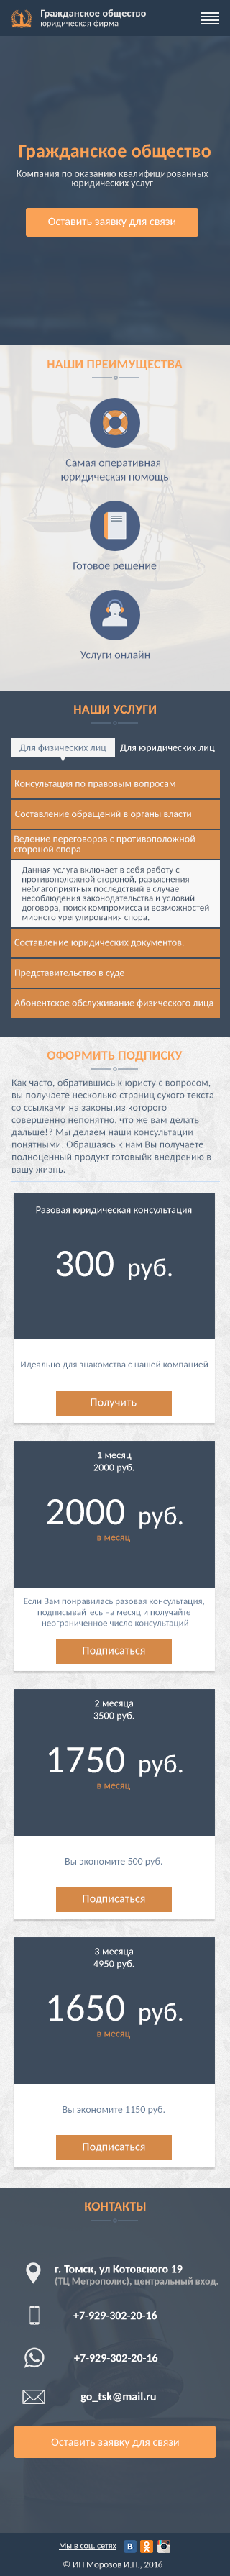 Гражданское общество
юридическая фирма
Гражданское общество
Компания по оказанию квалифицированных
юридических услуг
Оставить заявку для связи
НАШИ ПРЕИМУЩЕСТВА
Самая оперативная
юридическая помощь
Готовое решение
Услуги онлайн
НАШИ УСЛУГИ
Для физических лиц Для юридических лиц
Консультация по правовым вопросам
Составление обращений в органы власти
Ведение переговоров с противоположной
стороной спора
Данная услуга включает в себя работу с
противоположной стороной, разъяснения
неблагоприятных последствий в случае
несоблюдения законодательства и условий
договора, поиск компромисса и возможностей
мирного урегулирования спора.
Составление юридических документов.
Представительство в суде
Абонентское обслуживание физического лица
ОФОРМИТЬ ПОДПИСКУ
Как часто, обратившись к юристу с вопросом,
вы получаете несколько страниц сухого текста
со ссылками на законы,из которого
совершенно непонятно, что же вам делать
дальше!? Мы делаем наши консультации
понятными. Обращаясь к нам Вы получаете
полноценный продукт готовыйк внедрению в
вашу жизнь.
Разовая юридическая консультация
300 руб.
Идеально для знакомства с нашей компанией
Получить
1 месяц
2000 руб.
2000 руб.
в месяц
Если Вам понравилась разовая консультация,
подписывайтесь на месяц и получайте
неограниченное число консультаций
Подписаться
2 месяца
3500 руб.
1750 руб.
в месяц
Вы экономите 500 руб.
Подписаться
3 месяца
4950 руб.
1650 руб.
в месяц
Вы экономите 1150 руб.
Подписаться
КОНТАКТЫ
г. Томск, ул Котовского 19
(ТЦ Метрополис), центральный вход.
+7-929-302-20-16
+7-929-302-20-16
go_tsk@mail.ru
Оставить заявку для связи
Мы в соц. сетях
© ИП Морозов И.П., 2016